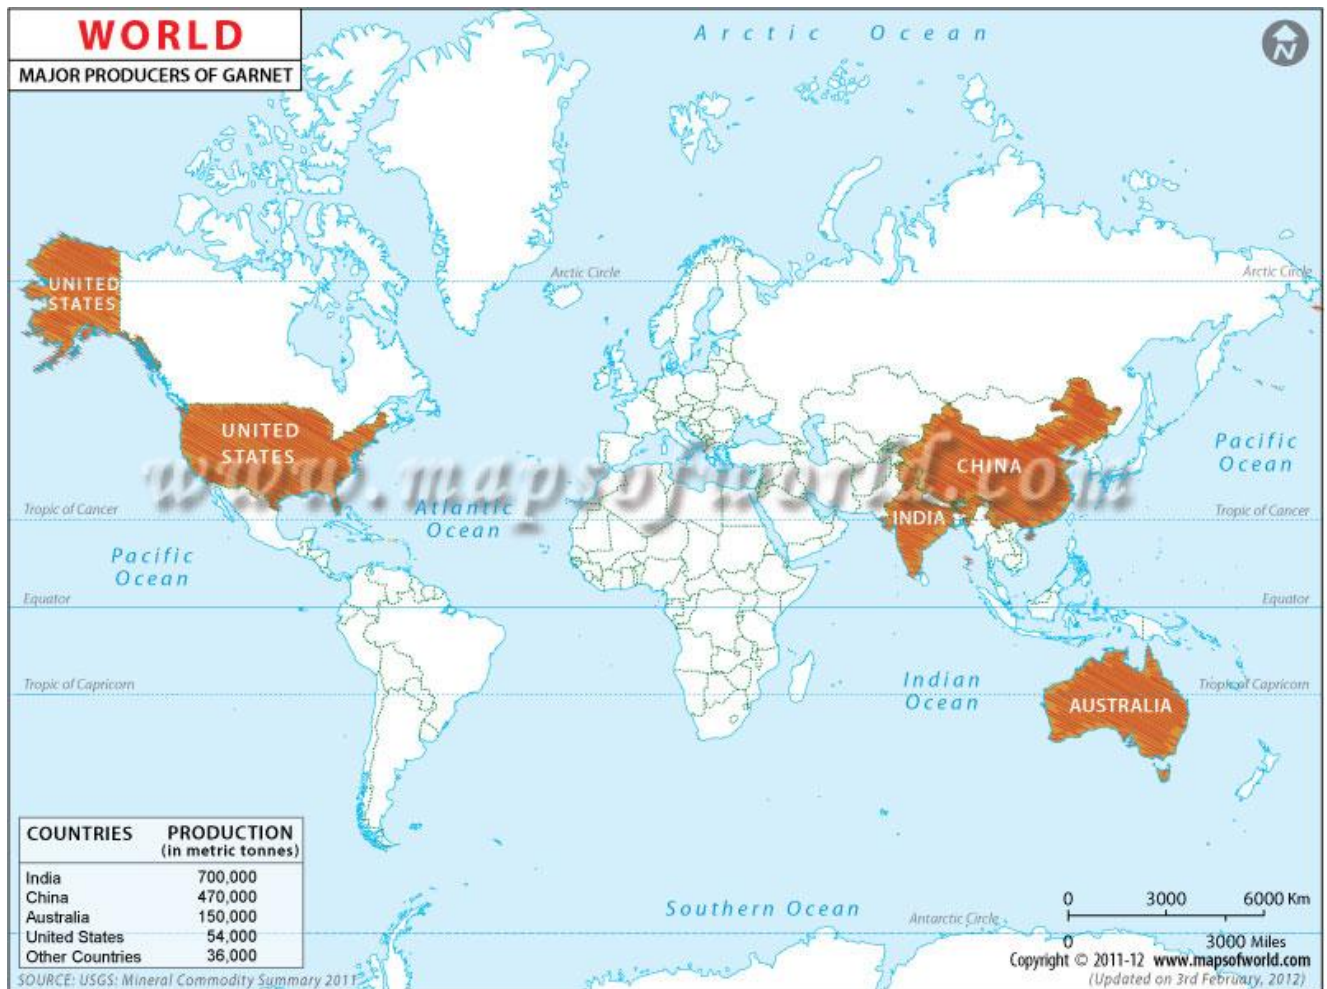 WORLD
MAJOR PRODUCERS OF GARNET
Arctic Ocean
N
Arctic Circle
Arctic Circle
UNITED
STATES
UNITED
STATES
CHINA
INDIA
Pacific
Ocean
www.mapsofworld.com
Tropic of Cancer
Atlantic
Ocean
Tropic of Cancer
Pacific
Ocean
Equator
Equator
Tropic of Capricorn
Indian
Ocean
Tropic of Capricorn
AUSTRALIA
COUNTRIES PRODUCTION
(in metric tonnes)
India 700,000
China 470,000
Australia 150,000
United States 54,000
Other Countries 36,000
SOURCE: USGS: Mineral Commodity Summary 2011
Southern Ocean
Antarctic Circle
0 3000 6000 Km
0 3000 Miles
Copyright © 2011-12 www.mapsofworld.com
(Updated on 3rd February, 2012)